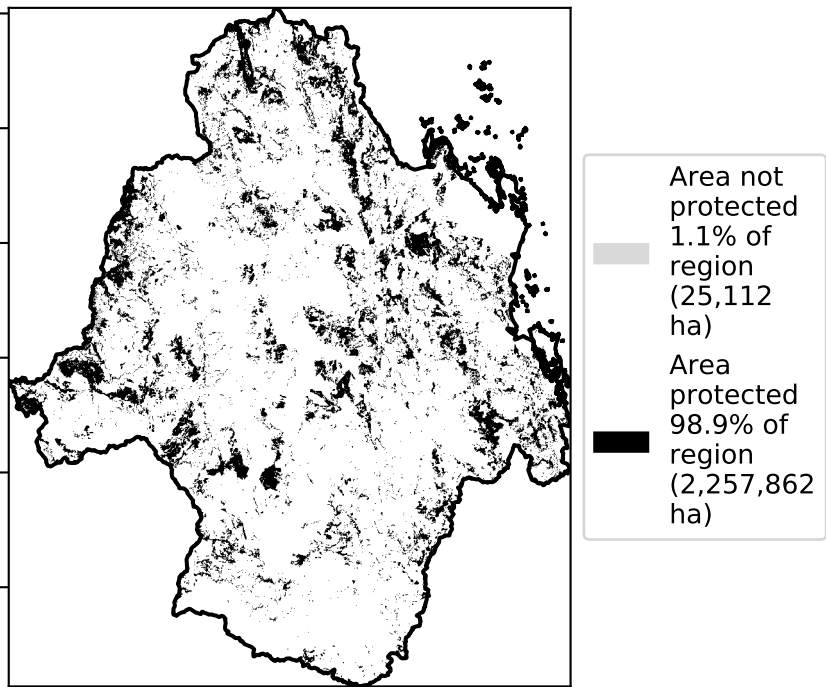 Area not
protected
1.1% of
region
(25,112
ha)
Area
protected
98.9% of
region
(2,257,862
ha)